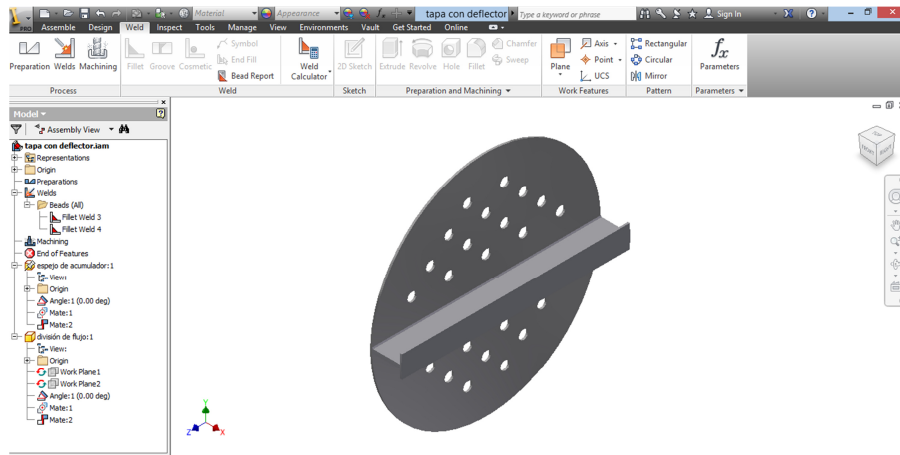 PRO
Material
Appearance
tapa con deflector
Type a keyword or phrase
Sign In
Assemble Design Weld Inspect Tools Manage View Environments Vault Get Started Online
Preparation Welds Machining
Fillet Groove Cosmetic
Symbol
End Fill
Bead Report
Weld Calculator
2D Sketch
Extrude Revolve Hole Fillet
Chamfer
Sweep
Plane
Axis
Point
UCS
Rectangular
Circular
Mirror
fx
Parameters
Process Weld Sketch Preparation and Machining Work Features Pattern Parameters
Model
Assembly View
tapa con deflector.iam
Representations
Origin
Preparations
Welds
Beads (All)
Fillet Weld 3
Fillet Weld 4
Machining
End of Features
espejo de acumulador:1
View:
Origin
Angle:1 (0.00 deg)
Mate:1
Mate:2
división de flujo:1
View:
Origin
Work Plane1
Work Plane2
Angle:1 (0.00 deg)
Mate:1
Mate:2
Y
Z X